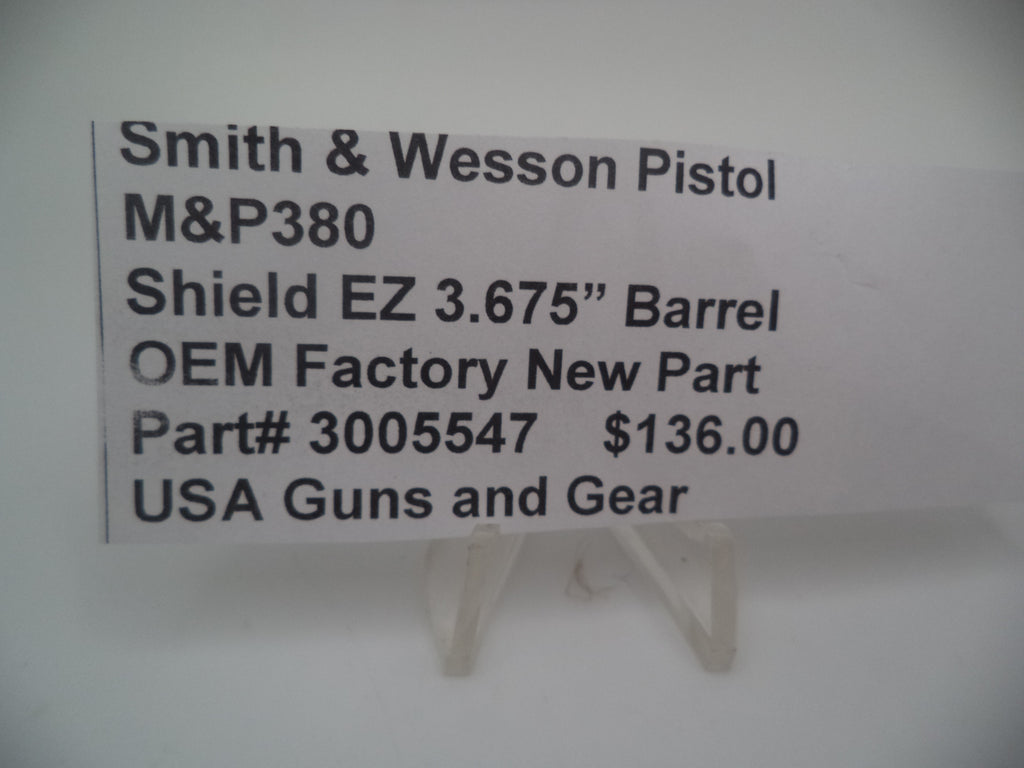 Smith & Wesson Pistol
M&P380
Shield EZ 3.675” Barrel
OEM Factory New Part
Part# 3005547 $136.00
USA Guns and Gear